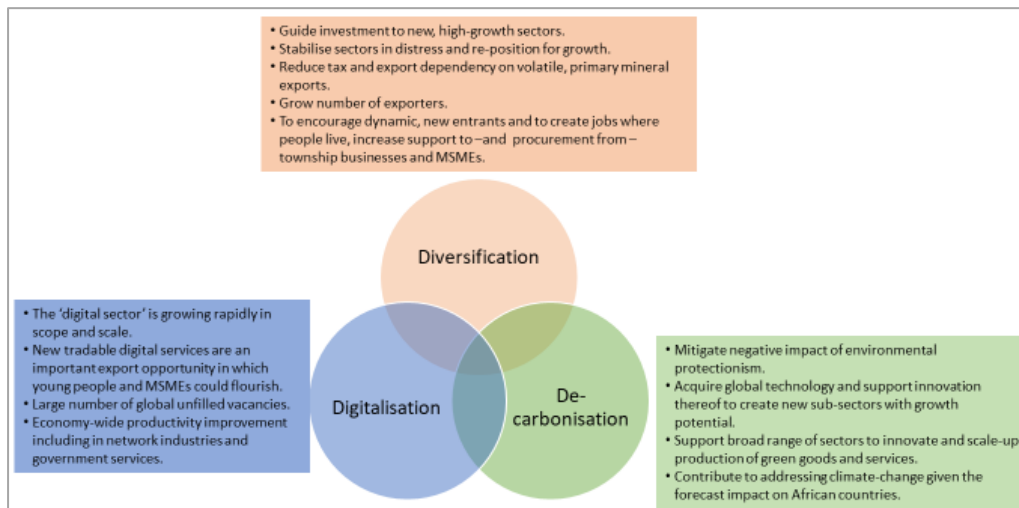 • Guide investment to new, high-growth sectors.
• Stabilise sectors in distress and re-position for growth.
• Reduce tax and export dependency on volatile, primary mineral
exports.
• Grow number of exporters.
• To encourage dynamic, new entrants and to create jobs where
people live, increase support to –and procurement from –
township businesses and MSMEs.
Diversification
• The ‘digital sector’ is growing rapidly in
scope and scale.
• New tradable digital services are an
important export opportunity in which
young people and MSMEs could flourish.
• Large number of global unfilled vacancies.
• Economy-wide productivity improvement
including in network industries and
government services.
Digitalisation
De-
carbonisation
• Mitigate negative impact of environmental
protectionism.
• Acquire global technology and support innovation
thereof to create new sub-sectors with growth
potential.
• Support broad range of sectors to innovate and scale-up
production of green goods and services.
• Contribute to addressing climate-change given the
forecast impact on African countries.